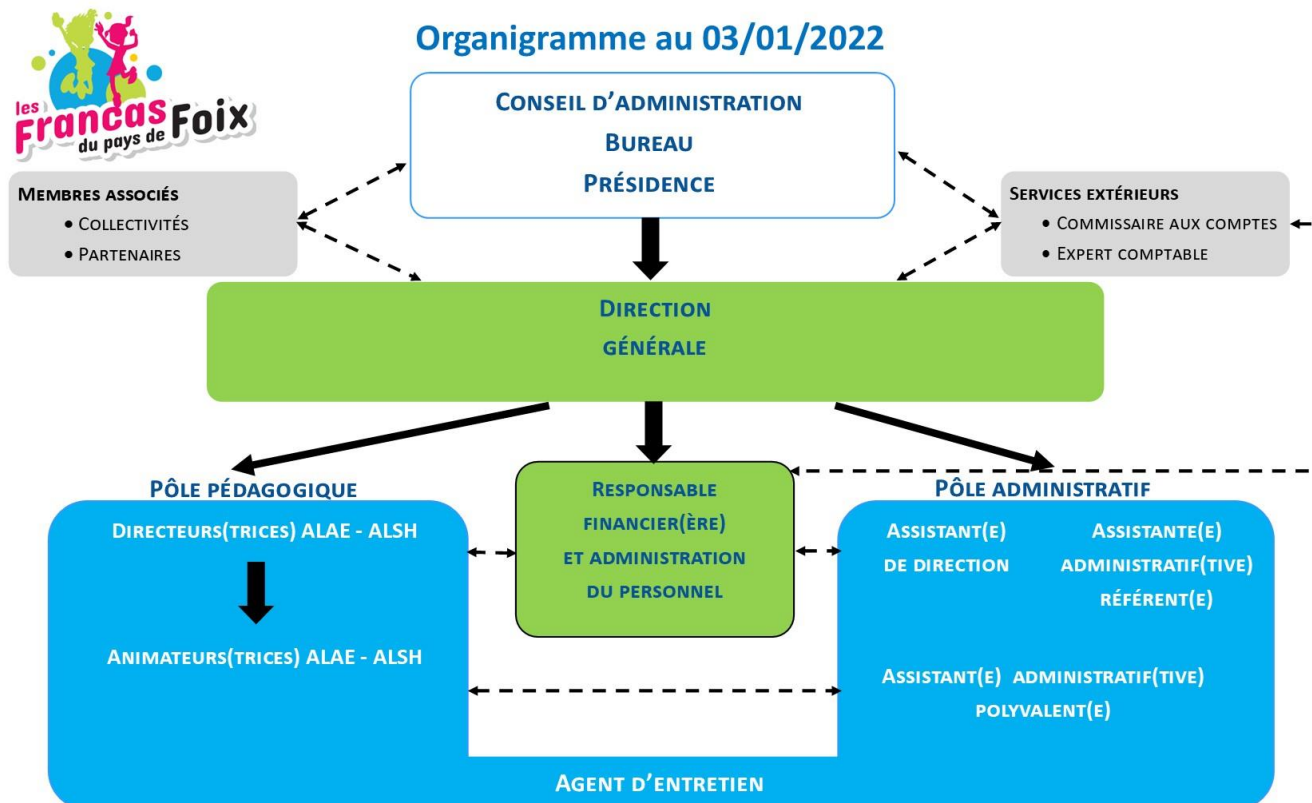 les
Francas
du pays de Foix
Organigramme au 03/01/2022
CONSEIL D’ADMINISTRATION
BUREAU
PRÉSIDENCE
MEMBRES ASSOCIÉS
• COLLECTIVITÉS
• PARTENAIRES
SERVICES EXTÉRIEURS
• COMMISSAIRE AUX COMPTES
• EXPERT COMPTABLE
DIRECTION
GÉNÉRALE
PÔLE PÉDAGOGIQUE
DIRECTEURS(TRICES) ALAE - ALSH
ANIMATEURS(TRICES) ALAE - ALSH
RESPONSABLE
FINANCIER(ÈRE)
ET ADMINISTRATION
DU PERSONNEL
PÔLE ADMINISTRATIF
ASSISTANT(E)
DE DIRECTION
ASSISTANTE(E)
ADMINISTRATIF(TIVE)
RÉFÉRENT(E)
ASSISTANT(E) ADMINISTRATIF(TIVE)
POLYVALENT(E)
AGENT D’ENTRETIEN